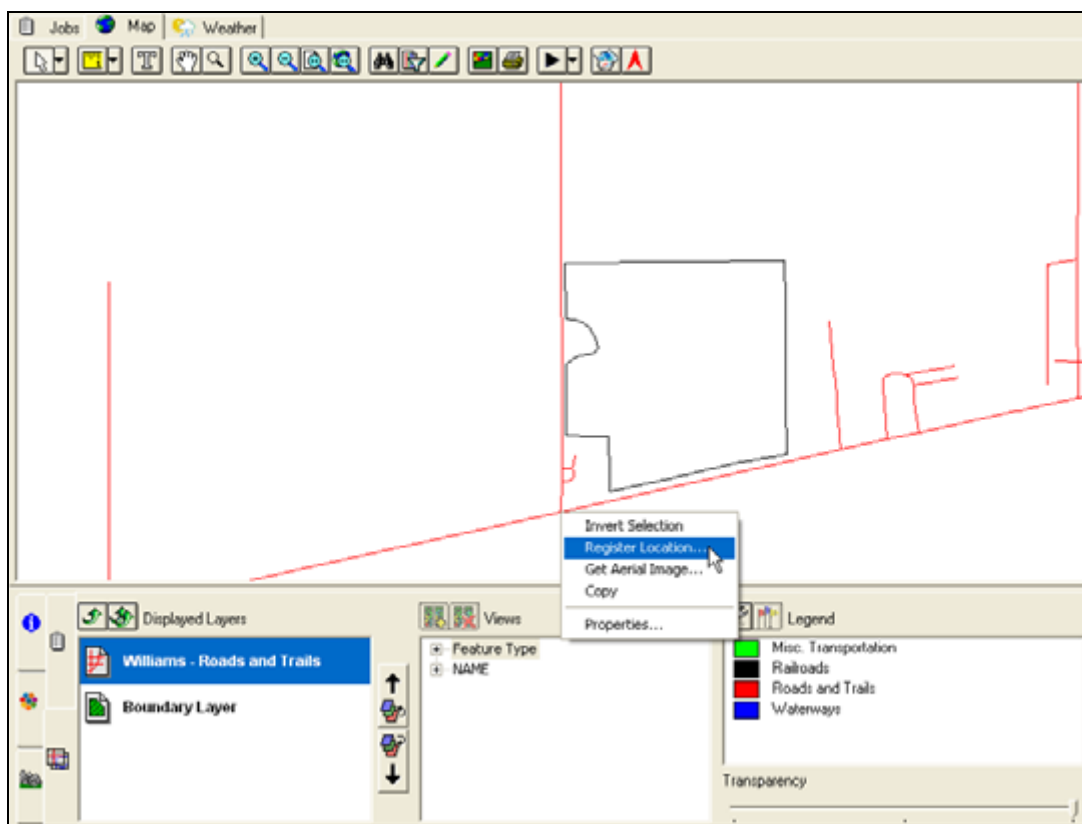 Jobs Map Weather
Invert Selection
Register Location...
Get Aerial Image...
Copy
Properties...
Displayed Layers
Williams - Roads and Trails
Boundary Layer
Views
Feature Type
NAME
Legend
Misc. Transportation
Railroads
Roads and Trails
Waterways
Transparency